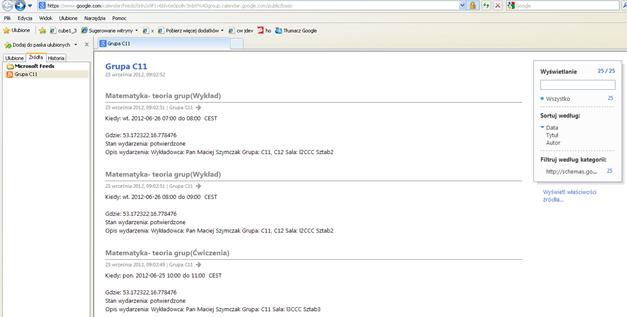 https://www.google.com/calendar/feeds/
Google
Plik Edycja Widok Ulubione Narzędzia Pomoc
Ulubione cube1_3 Sugerowane witryny x Pobierz więcej dodatków cw jdev ho Tłumacz Google
Dodaj do paska ulubionych
Grupa C11
Ulubione Źródła Historia
Microsoft Feeds
Grupa C11
Grupa C11
23 września 2012, 09:02:52
Matematyka- teoria grup(Wykład)
23 września 2012, 09:02:51 | Grupa C11
Kiedy: wt. 2012-06-26 07:00 do 08:00 CEST
Gdzie: 53.172322,16.778476
Stan wydarzenia: potwierdzone
Opis wydarzenia: Wykładowca: Pan Maciej Szymczak Grupa: C11, C12 Sala: I2CCC Sztab2
Matematyka- teoria grup(Wykład)
23 września 2012, 09:02:51 | Grupa C11
Kiedy: wt. 2012-06-26 08:00 do 09:00 CEST
Gdzie: 53.172322,16.778476
Stan wydarzenia: potwierdzone
Opis wydarzenia: Wykładowca: Pan Maciej Szymczak Grupa: C11, C12 Sala: I2CCC Sztab2
Matematyka- teoria grup(Ćwiczenia)
23 września 2012, 09:02:49 | Grupa C11
Kiedy: pon. 2012-06-25 10:00 do 11:00 CEST
Gdzie: 53.172322,16.778476
Stan wydarzenia: potwierdzone
Opis wydarzenia: Wykładowca: Pan Maciej Szymczak Grupa: C11 Sala: I3CCC Sztab3
Wyświetlanie 25 / 25
Wszystko 25
Sortuj według:
Data
Tytuł
Autor
Filtruj według kategorii:
http://schemas.go... 25
Wyświetl właściwości
źródła...